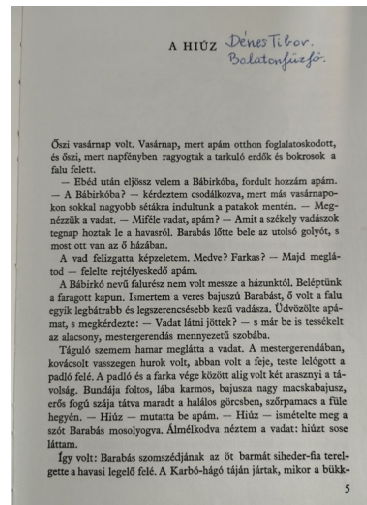 A HIÚZ Dénes Tibor.
Balatonfűzfő.
Őszi vasárnap volt. Vasárnap, mert apám otthon foglalatoskodott,
és őszi, mert napfényben ragyogtak a tarkuló erdők és bokrosok a
falu felett.
— Ebéd után eljössz velem a Bábirkóba, fordult hozzám apám.
— A Bábirkóba? — kérdeztem csodálkozva, mert más vasárnapo-
kon sokkal nagyobb sétákra indultunk a patakok mentén. — Meg-
nézzük a vadat. — Miféle vadat, apám? — Amit a székely vadászok
tegnap hoztak le a havasról. Barabás lőtte bele az utolsó golyót, s
most ott van az ő házában.
A vad felizgatta képzeletem. Medve? Farkas? — Majd meglá-
tod — felelte rejtélyeskedő apám.
A Bábirkó nevű falurész nem volt messze a házunktól. Beléptünk
a faragott kapun. Ismertem a veres bajuszú Barabást, ő volt a falu
egyik legbátrabb és legszerencsésebb kezű vadásza. Üdvözölte apá-
mat, s megkérdezte: — Vadat látni jöttek? — s már be is tessékelt
az alacsony, mestergerendás mennyezetű szobába.
Táguló szemem hamar meglátta a vadat. A mestergerendában,
kovácsolt vasszegen hurok volt, abban volt a feje, teste lelógott a
padló felé. A padló és a farka vége között alig volt két arasznyi a tá-
volság. Bundája foltos, lába karmos, bajusza nagy macskabajusz,
erős fogú szája tátva maradt a halálos görcsben, szőrpamacs a füle
hegyén. — Hiúz — mutatta be apám. — Hiúz — ismételte meg a
szót Barabás mosolyogva. Álmélkodva néztem a vadat: hiúzt sose
láttam.
Így volt: Barabás szomszédjának az öt barmát siheder-fia terel-
gette a havasi legelő felé. A Karbó-hágó táján jártak, mikor a bükk-
5